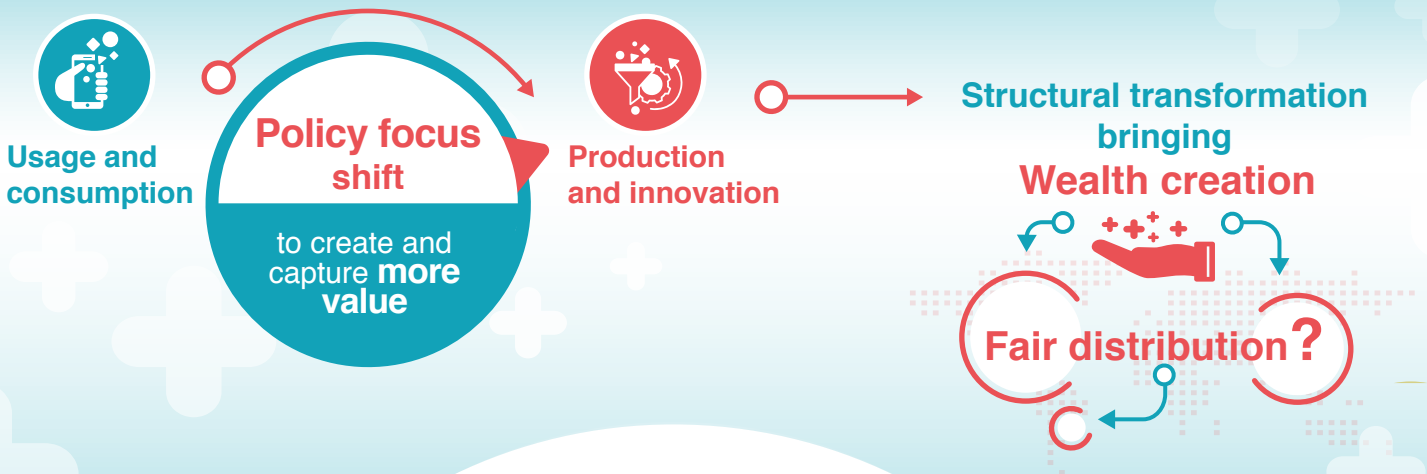 Usage and
consumption
Policy focus
shift
to create and
capture more
value
Production
and innovation
Structural transformation
bringing
Wealth creation
Fair distribution?